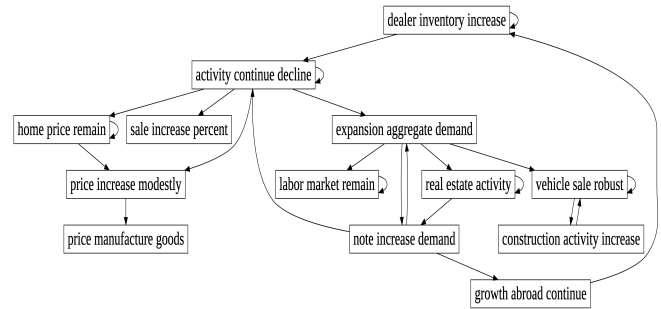 dealer inventory increase
activity continue decline
home price remain
sale increase percent
expansion aggregate demand
price increase modestly
labor market remain
real estate activity
vehicle sale robust
price manufacture goods
note increase demand
construction activity increase
growth abroad continue